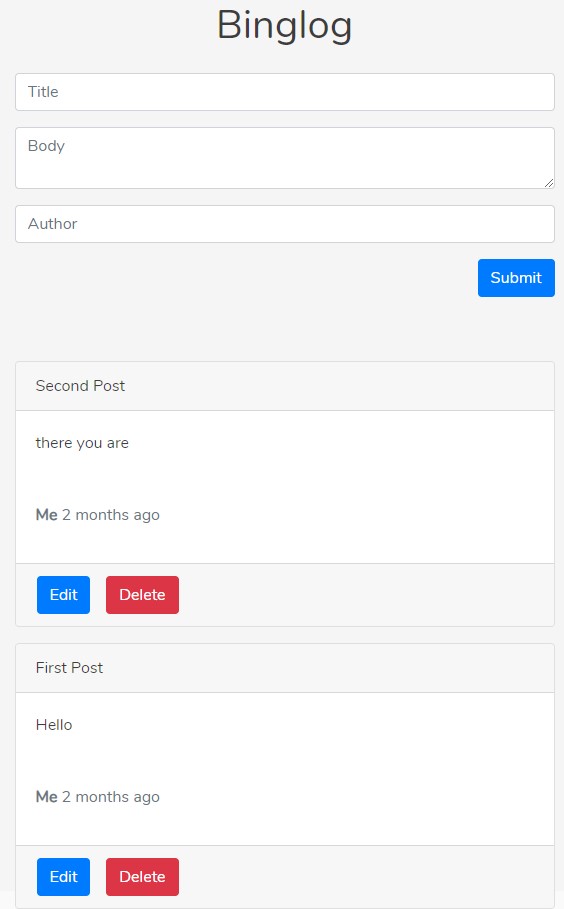 Binglog
Title
Body
Author
Submit
Second Post
there you are
Me 2 months ago
Edit Delete
First Post
Hello
Me 2 months ago
Edit Delete